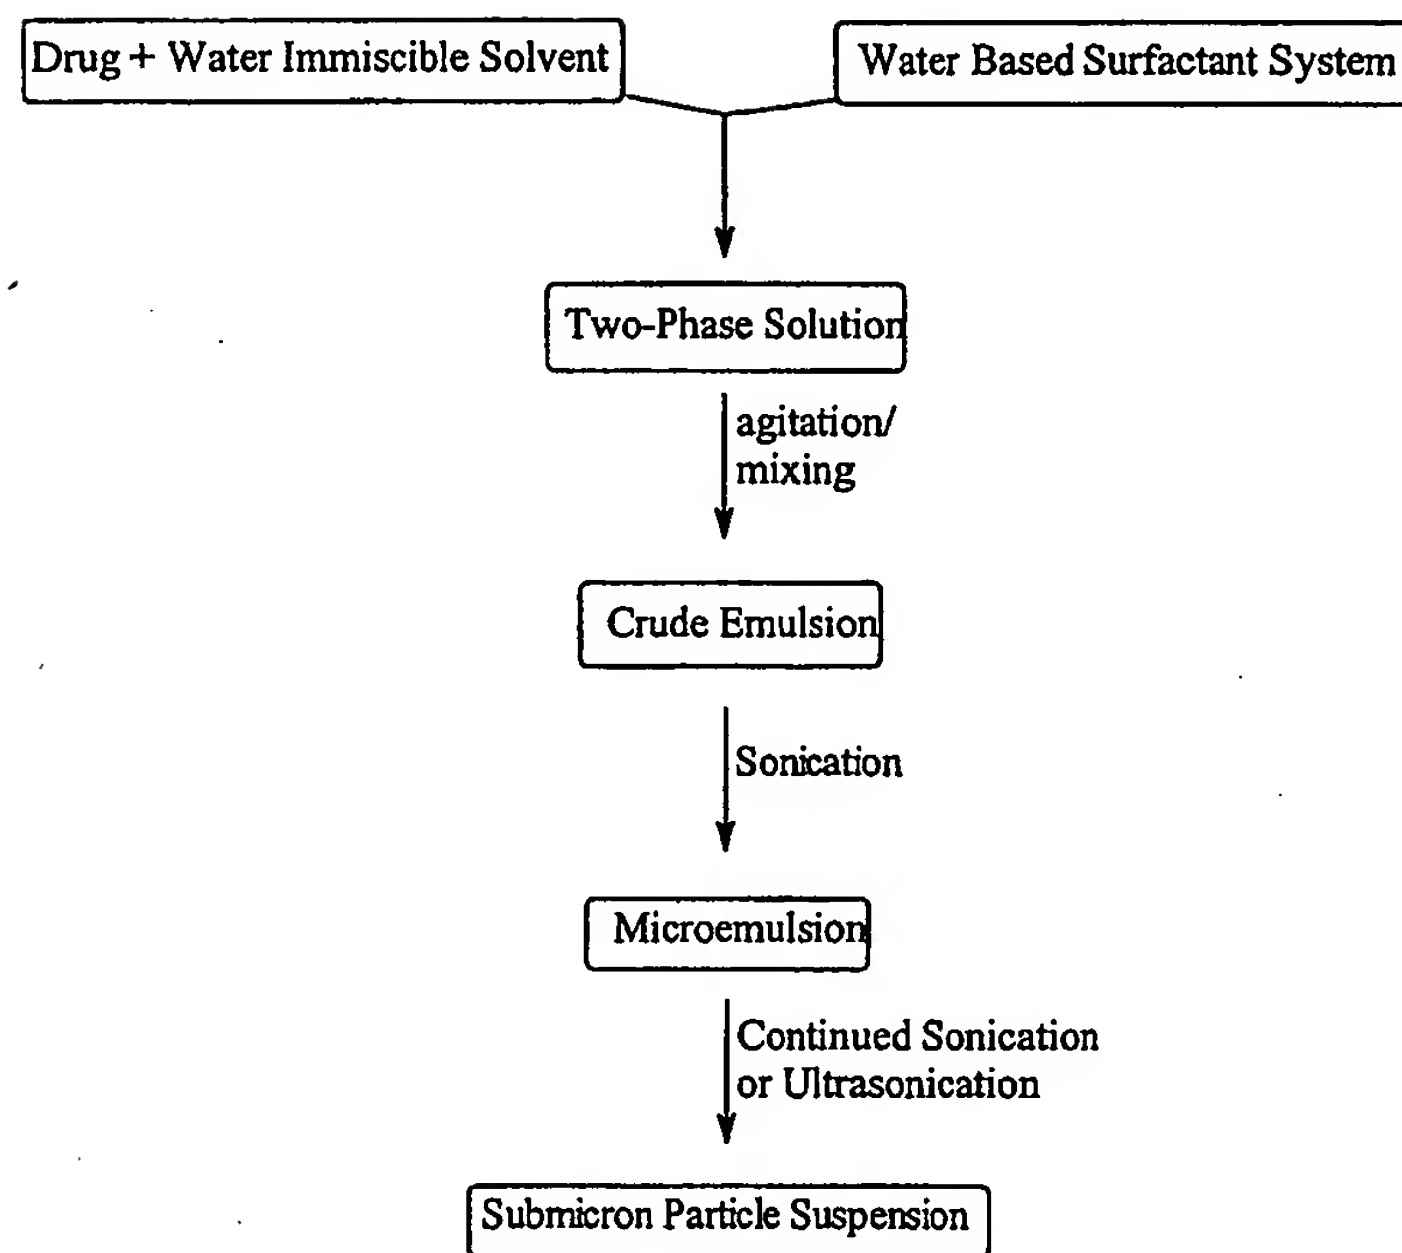 Drug + Water Immiscible Solvent
Water Based Surfactant System
Two-Phase Solution
agitation/
mixing
Crude Emulsion
Sonication
Microemulsion
Continued Sonication
or Ultrasonication
Submicron Particle Suspension